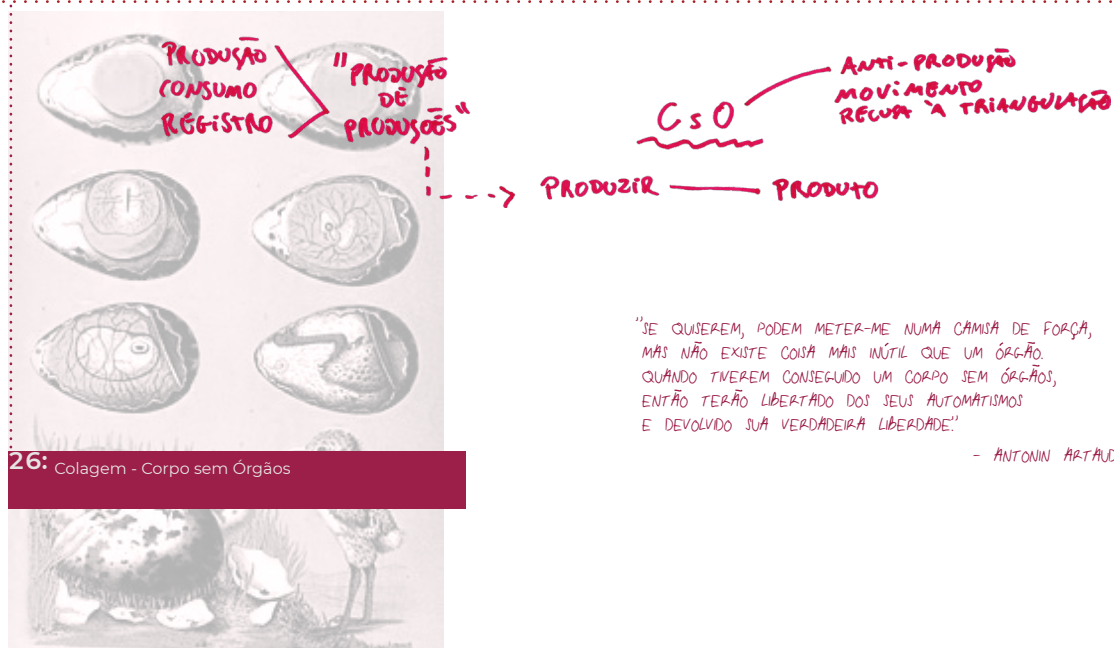 PRODUÇÃO
CONSUMO
REGISTRO
"PRODUÇÃO
DE
PRODUÇÕES"
CsO
ANTI-PRODUÇÃO
MOVIMENTO
RECUSA À TRIANGULAÇÃO
PRODUZIR
PRODUTO
"SE QUISEREM, PODEM METER-ME NUMA CAMISA DE FORÇA,
MAS NÃO EXISTE COISA MAIS INÚTIL QUE UM ÓRGÃO.
QUANDO TIVEREM CONSEGUIDO UM CORPO SEM ÓRGÃOS,
ENTÃO TERÃO LIBERTADO DOS SEUS AUTOMATISMOS
E DEVOLVIDO SUA VERDADEIRA LIBERDADE."
- ANTONIN ARTAUD
26: Colagem - Corpo sem Órgãos